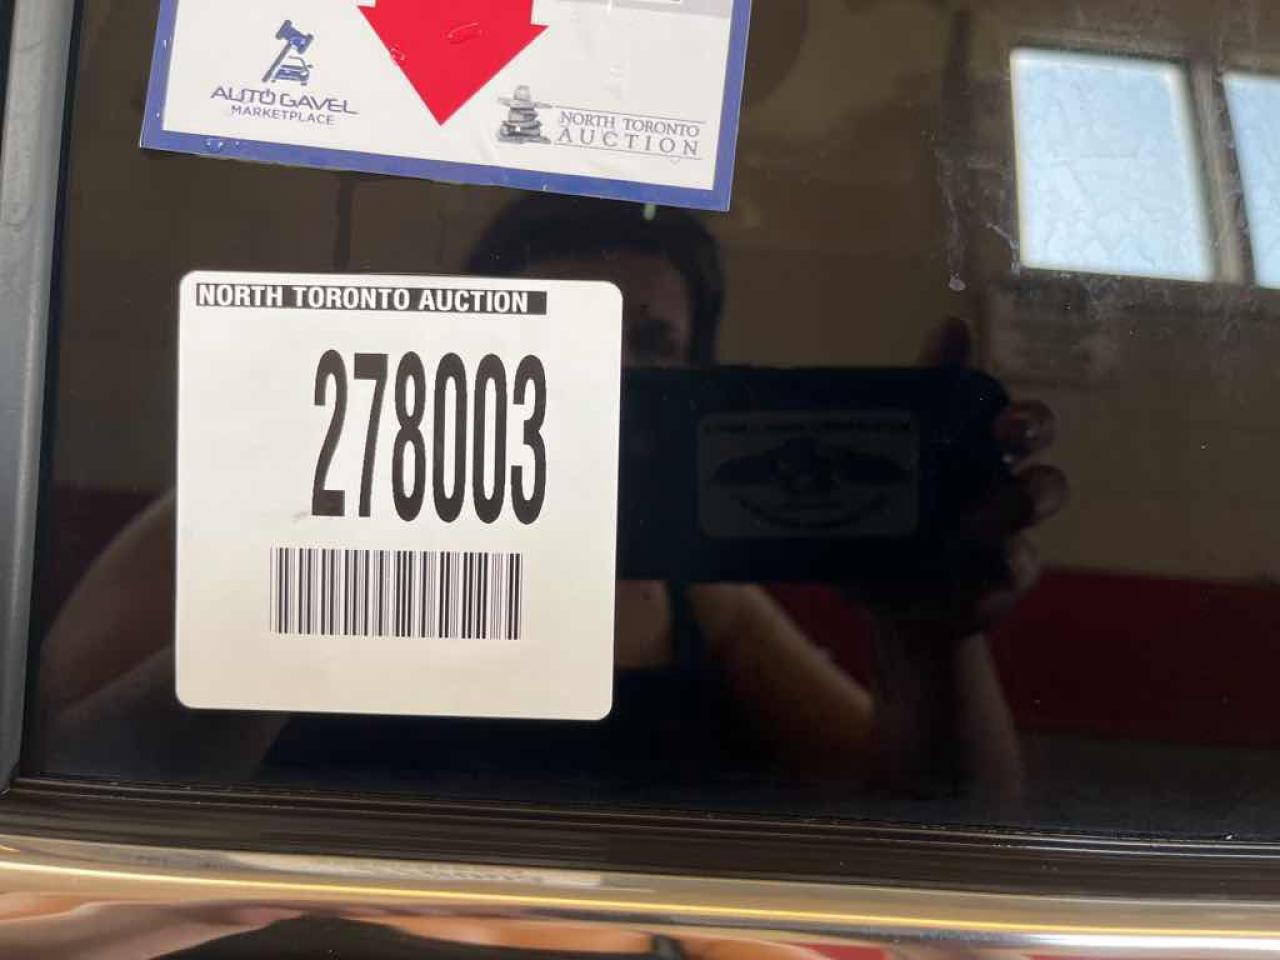 AUTO GAVEL
MARKETPLACE
NORTH TORONTO
AUCTION
NORTH TORONTO AUCTION
278003